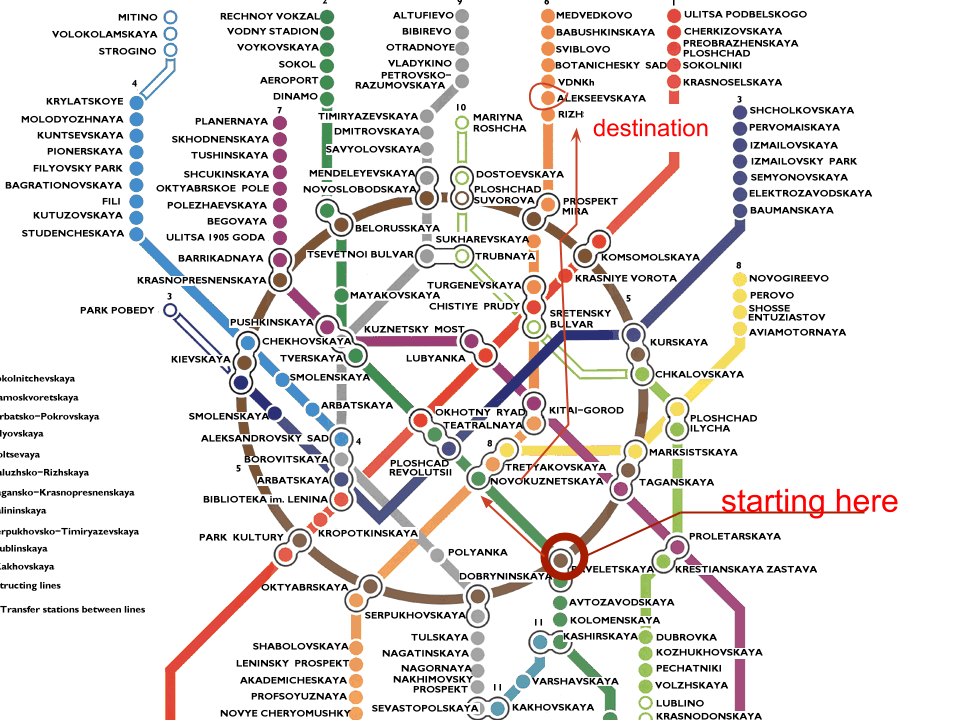 2
9
6
1
MITINO
VOLOKOLAMSKAYA
STROGINO
4
KRYLATSKOYE
MOLODYOZHNAYA
KUNTSEVSKAYA
PIONERSKAYA
FILYOVSKY PARK
BAGRATIONOVSKAYA
FILI
KUTUZOVSKAYA
STUDENCHESKAYA
RECHNOY VOKZAL
VODNY STADION
VOYKOVSKAYA
SOKOL
AEROPORT
DINAMO
7
PLANERNAYA
SKHODNENSKAYA
TUSHINSKAYA
SHCUKINSKAYA
OKTYABRSKOE POLE
POLEZHAEVSKAYA
BEGOVAYA
ULITSA 1905 GODA
BARRIKADNAYA
KRASNOPRESNENSKAYA
ALTUFIEVO
BIBIREVO
OTRADNOYE
VLADYKINO
PETROVSKO-
RAZUMOVSKAYA
TIMIRYAZEVSKAYA
DMITROVSKAYA
SAVYOLOVSKAYA
MENDELEYEVSKAYA
NOVOSLOBODSKAYA
BELORUSSKAYA
TSEVETNOI BULVAR
10
MARIYNA
ROSHCHA
DOSTOEVSKAYA
PLOSHCHAD
SUVOROVA
TRUBNAYA
MEDVEDKOVO
BABUSHKINSKAYA
SVIBLOVO
BOTANICHESKY SAD
VDNKh
ALEKSEEVSKAYA
RIZH
destination
PROSPEKT
MIRA
SUKHAREVSKAYA
TURGENEVSKAYA
CHISTIYE PRUDY
SRETENSKY
BULVAR
ULITSA PODBELSKOGO
CHERKIZOVSKAYA
PREOBRAZHENSKAYA
PLOSHCHAD
SOKOLNIKI
KRASNOSELSKAYA
KOMSOMOLSKAYA
KRASNIYE VOROTA
3
SHCHOLKOVSKAYA
PERVOMAISKAYA
IZMAILOVSKAYA
IZMAILOVSKY PARK
SEMYONOVSKAYA
ELEKTROZAVODSKAYA
BAUMANSKAYA
8
NOVOGIREEVO
PEROVO
SHOSSE
ENTUZIASTOV
AVIAMOTORNAYA
5
KURSKAYA
CHKALOVSKAYA
PLOSHCHAD
ILYCHA
MARKSISTSKAYA
TAGANSKAYA
3
PARK POBEDY
KIEVSKAYA
PUSHKINSKAYA
CHEKHOVSKAYA
TVERSKAYA
MAYAKOVSKAYA
KUZNETSKY MOST
LUBYANKA
SMOLENSKAYA
ARBATSKAYA
SMOLENSKAYA
ALEKSANDROVSKY SAD
4
BOROVITSKAYA
5
ARBATSKAYA
BIBLIOTEKA im. LENINA
KROPOTKINSKAYA
PARK KULTURY
OKHOTNY RYAD
TEATRALNAYA
PLOSHCAD
REVOLUTSII
KITAI-GOROD
8
TRETYAKOVSKAYA
NOVOKUZNETSKAYA
starting here
POLYANKA
DOBRYNINSKAYA
PAVELETSKAYA
PROLETARSKAYA
KRESTIANSKAYA ZASTAVA
OKTYABRSKAYA
SERPUKHOVSKAYA
AVTOZAVODSKAYA
KOLOMENSKAYA
11
KASHIRSKAYA
VARSHAVSKAYA
11
KAKHOVSKAYA
SHABOLOVSKAYA
LENINSKY PROSPEKT
AKADEMICHESKAYA
PROFSOYUZNAYA
NOVYE CHERYOMUSHKY
TULSKAYA
NAGATINSKAYA
NAGORNAYA
NAKHIMOVSKY
PROSPEKT
SEVASTOPOLSKAYA
DUBROVKA
KOZHUKHOVSKAYA
PECHATNIKI
VOLZHSKAYA
LUBLINO
KRASNODONSKAYA
okolnitchevskaya
amoskvoretskaya
rbatsko-Pokrovskaya
lyovskaya
oltsevaya
aluzhsko-Rizhskaya
agansko-Krasnopresnenskaya
alininskaya
erpukhovsko-Timiryazevskaya
ublinskaya
Kakhovskaya
tructing lines
Transfer stations between lines